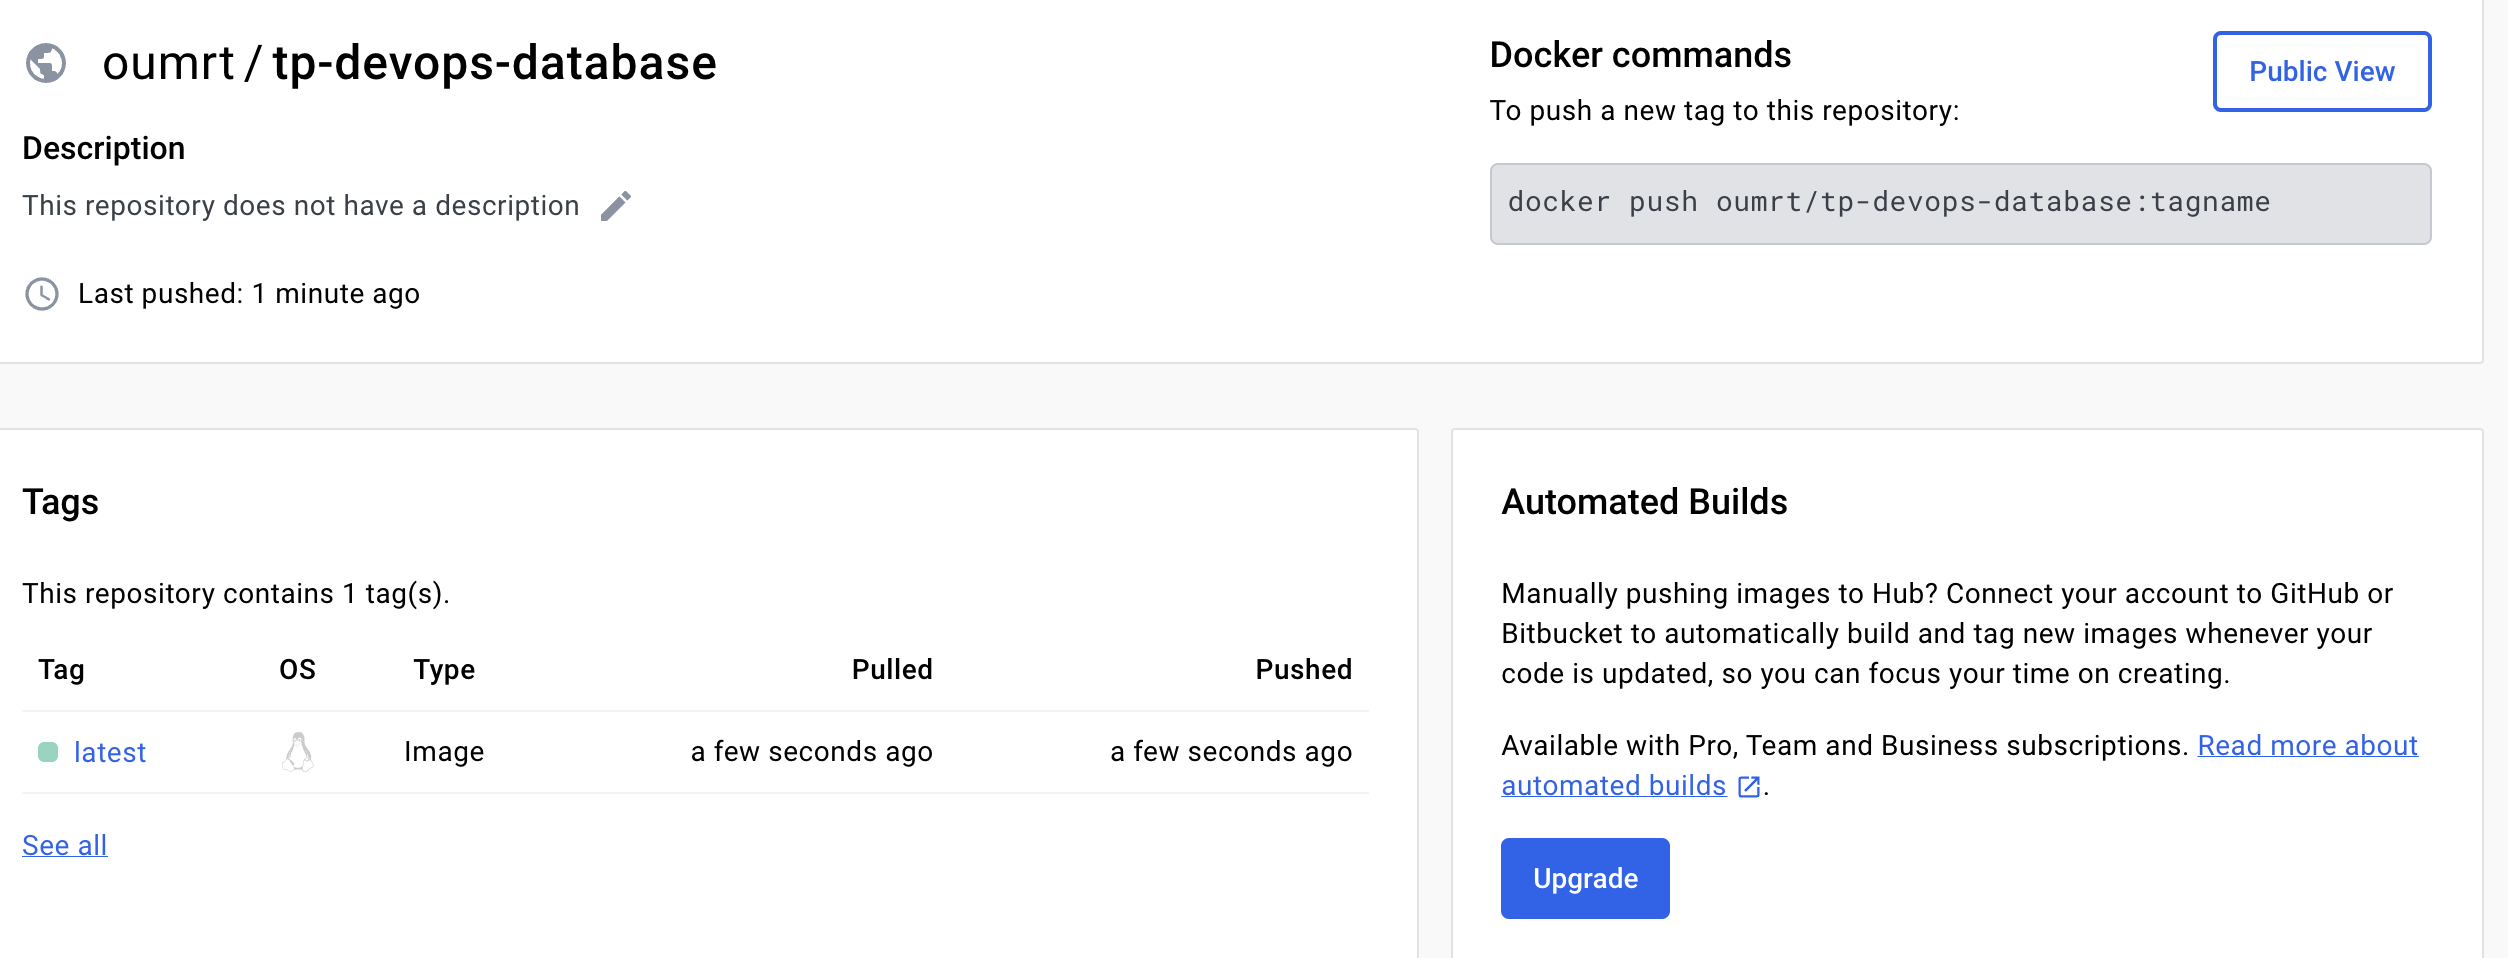 oumrt / tp-devops-database
Description
This repository does not have a description
Last pushed: 1 minute ago
Docker commands
To push a new tag to this repository:
Public View
docker push oumrt/tp-devops-database:tagname
Tags
This repository contains 1 tag(s).
Tag OS Type Pulled Pushed
latest Image a few seconds ago a few seconds ago
See all
Automated Builds
Manually pushing images to Hub? Connect your account to GitHub or
Bitbucket to automatically build and tag new images whenever your
code is updated, so you can focus your time on creating.
Available with Pro, Team and Business subscriptions. Read more about
automated builds .
Upgrade